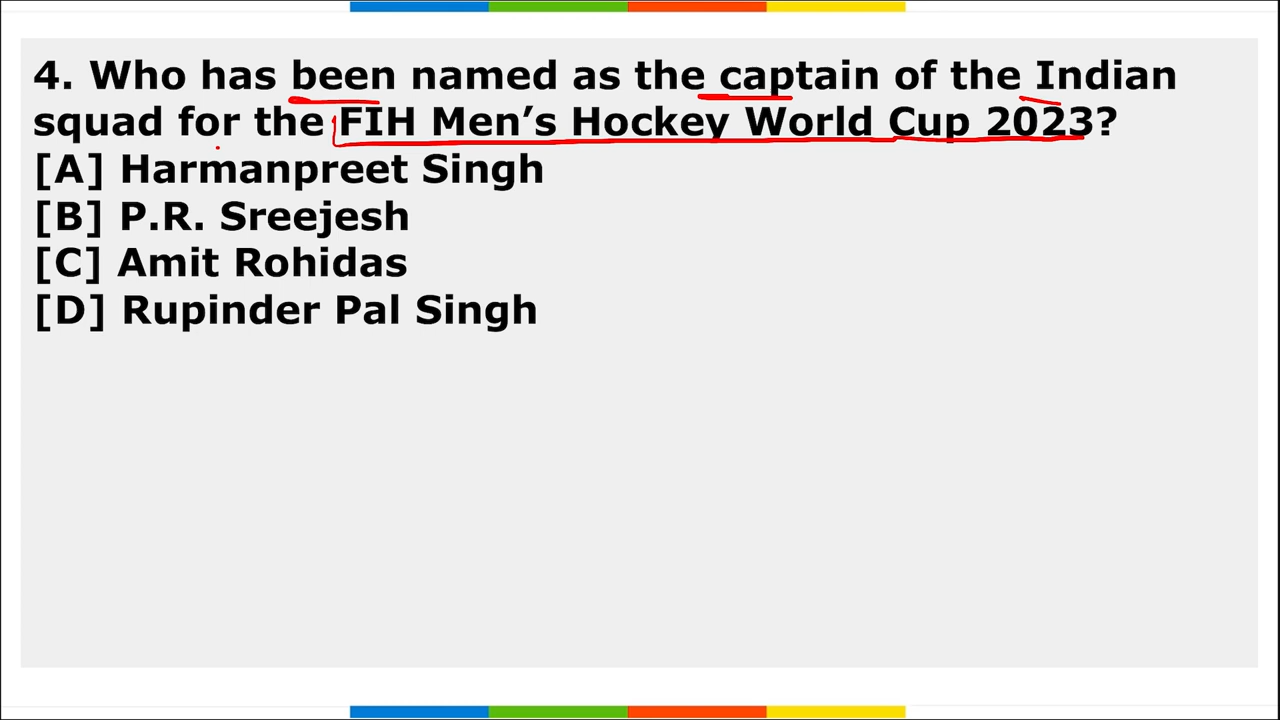 4. Who has been named as the captain of the Indian
squad for the FIH Men’s Hockey World Cup 2023?
[A] Harmanpreet Singh
[B] P.R. Sreejesh
[C] Amit Rohidas
[D] Rupinder Pal Singh